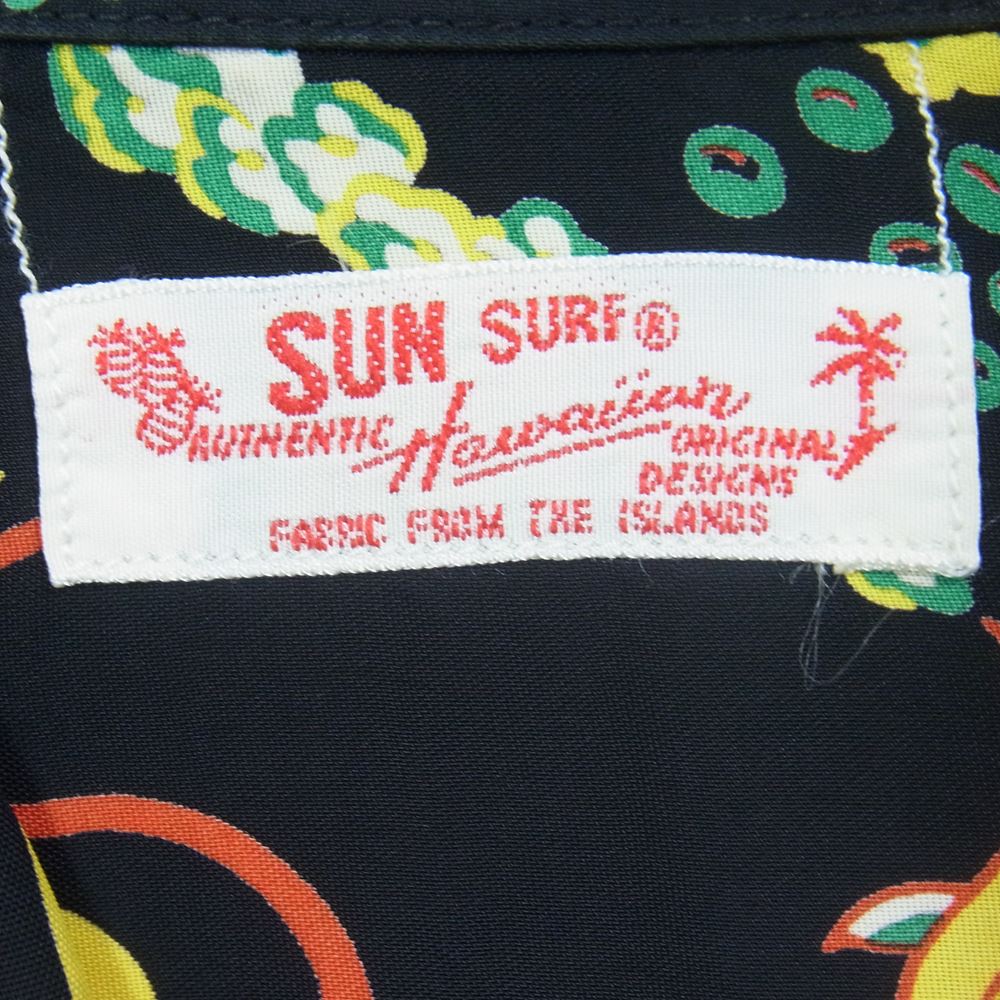 SUN SURF®
AUTHENTIC Hawaiian ORIGINAL
DESIGNS
FABRIC FROM THE ISLANDS